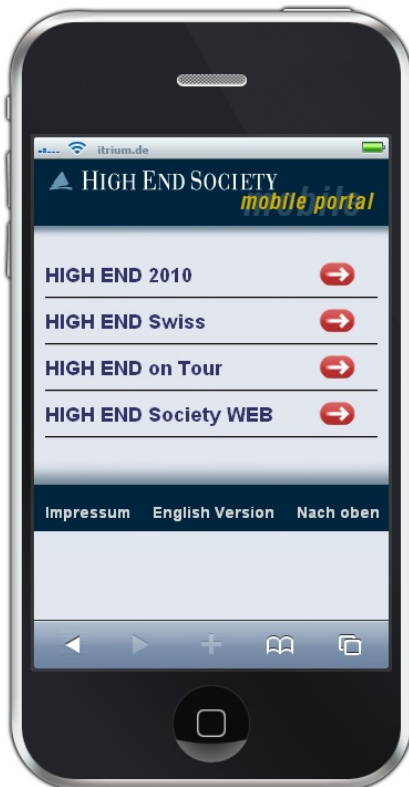 itrium.de
HIGH END SOCIETY
mobile
mobile portal
HIGH END 2010
HIGH END Swiss
HIGH END on Tour
HIGH END Society WEB
Impressum English Version Nach oben